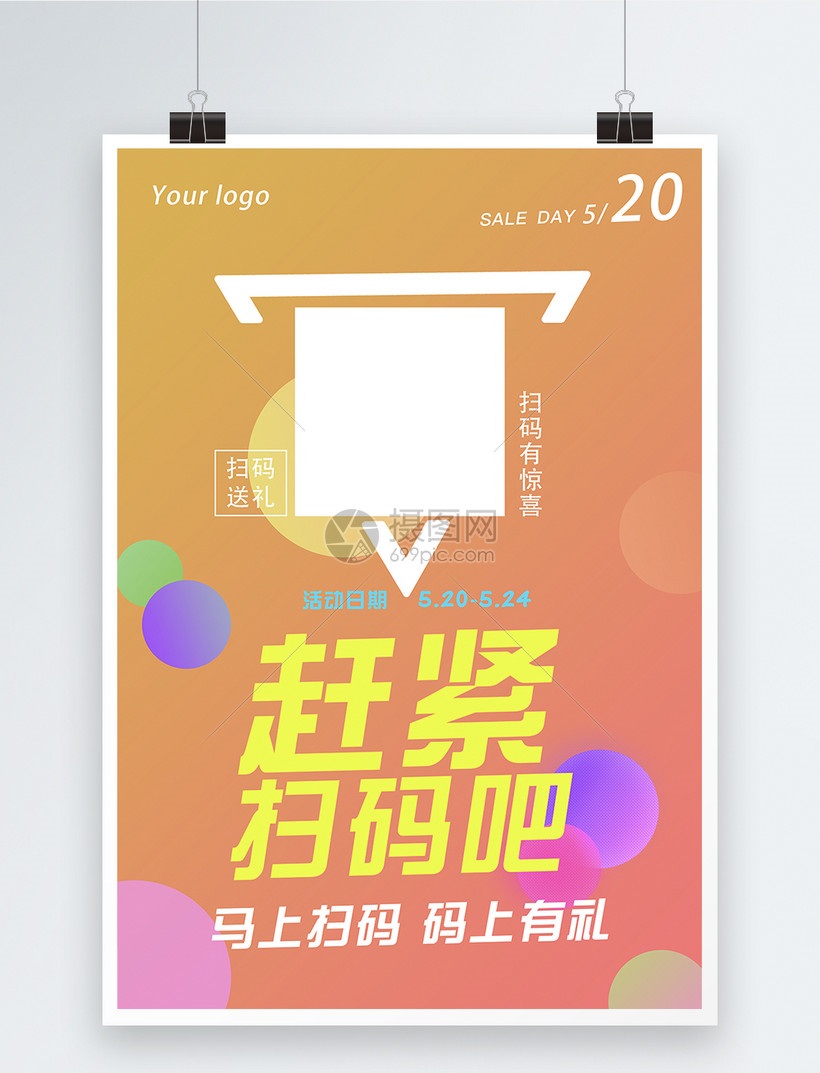 Your logo
SALE DAY 5/20
扫码有惊喜
扫码
送礼
摄图网
699pic.com
活动日期 5.20-5.24
赶紧
扫码吧
马上扫码 码上有礼